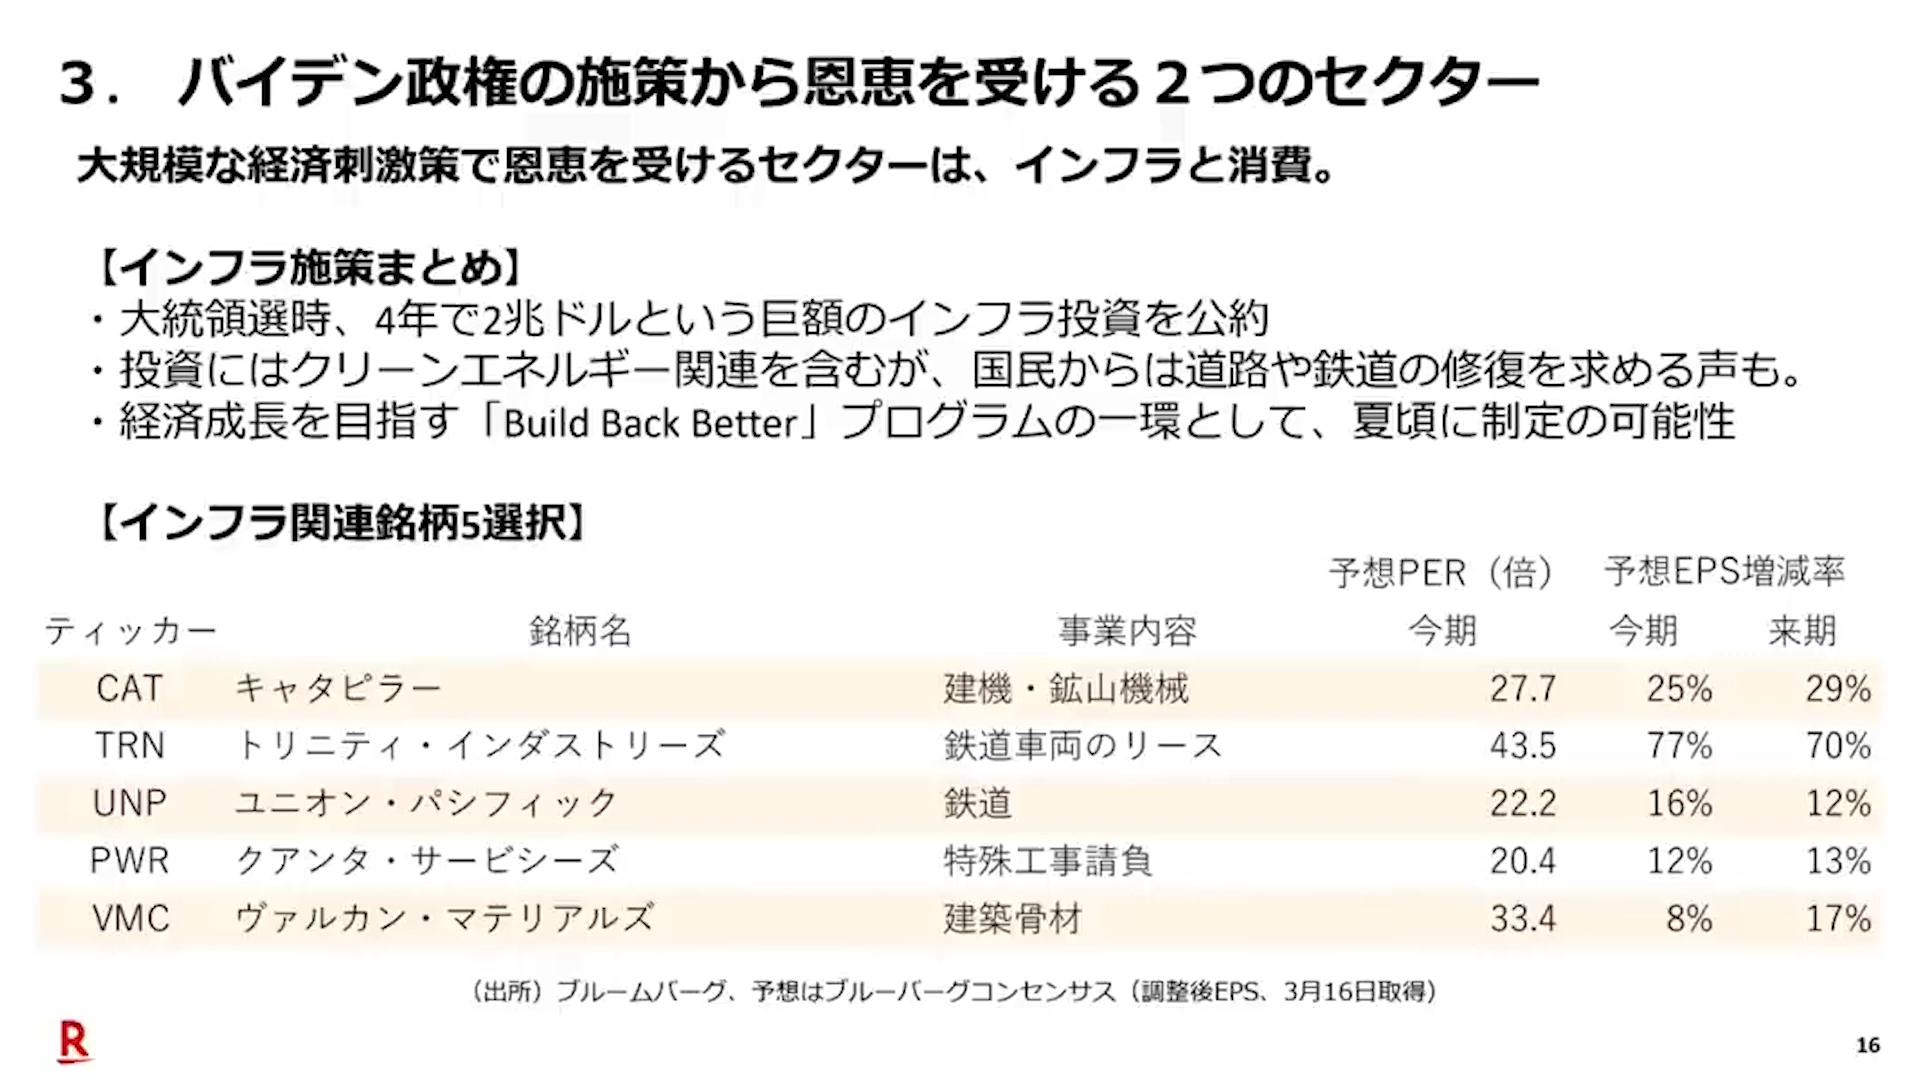 ３． バイデン政権の施策から恩恵を受ける２つのセクター
大規模な経済刺激策で恩恵を受けるセクターは、インフラと消費。
【インフラ施策まとめ】
・大統領選時、4年で2兆ドルという巨額のインフラ投資を公約
・投資にはクリーンエネルギー関連を含むが、国民からは道路や鉄道の修復を求める声も。
・経済成長を目指す「Build Back Better」プログラムの一環として、夏頃に制定の可能性
【インフラ関連銘柄5選択】
予想PER（倍） 予想EPS増減率
ティッカー 銘柄名 事業内容 今期 今期 来期
CAT キャタピラー 建機・鉱山機械 27.7 25% 29%
TRN トリニティ・インダストリーズ 鉄道車両のリース 43.5 77% 70%
UNP ユニオン・パシフィック 鉄道 22.2 16% 12%
PWR クアンタ・サービシーズ 特殊工事請負 20.4 12% 13%
VMC ヴァルカン・マテリアルズ 建築骨材 33.4 8% 17%
（出所）ブルームバーグ、予想はブルーバーグコンセンサス（調整後EPS、3月16日取得）
R
16